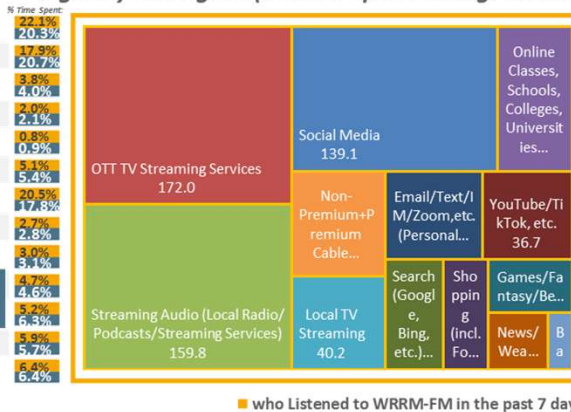 % Time Spent:
22.1%
20.3%
17.9%
20.7%
3.8%
4.0%
2.0%
2.1%
0.8%
0.9%
5.1%
5.4%
20.5%
17.8%
2.7%
2.8%
3.0%
3.1%
4.7%
4.6%
5.2%
6.3%
5.9%
5.7%
6.4%
6.4%
OTT TV Streaming Services
172.0
Streaming Audio (Local Radio/
Podcasts/Streaming Services)
159.8
Social Media
139.1
Online
Classes,
Schools,
Colleges,
Universit
ies...
Non-
Premium+P
remium
Cable...
Email/Text/I
M/Zoom,etc.
(Personal...
YouTube/Ti
kTok, etc.
36.7
Local TV
Streaming
40.2
Search
(Googl
e,
Bing,
etc.)...
Sho
ppin
g
(incl.
Fo...
Games/Fa
ntasy/Be...
News/
Wea...
Ba
who Listened to WRRM-FM in the past 7 day